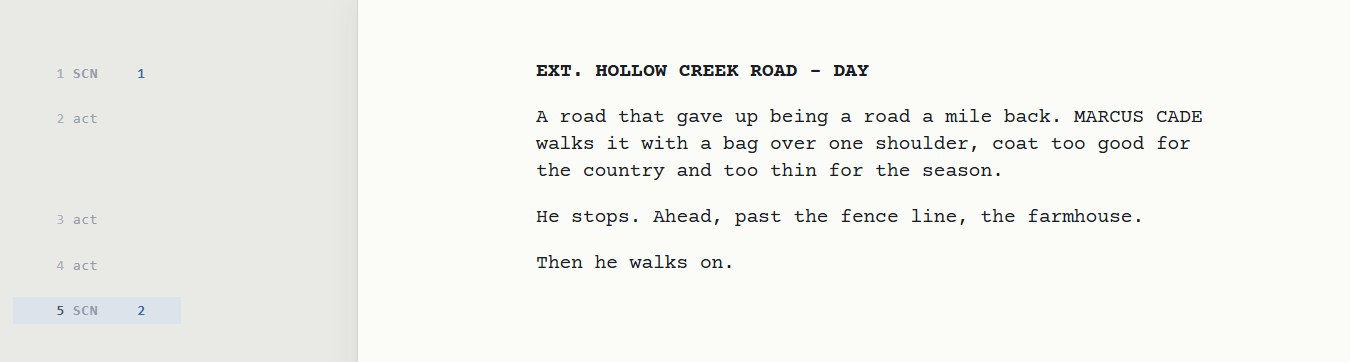 1 SCN 1
EXT. HOLLOW CREEK ROAD - DAY
2 act
A road that gave up being a road a mile back. MARCUS CADE
walks it with a bag over one shoulder, coat too good for
the country and too thin for the season.
3 act
He stops. Ahead, past the fence line, the farmhouse.
4 act
Then he walks on.
5 SCN 2